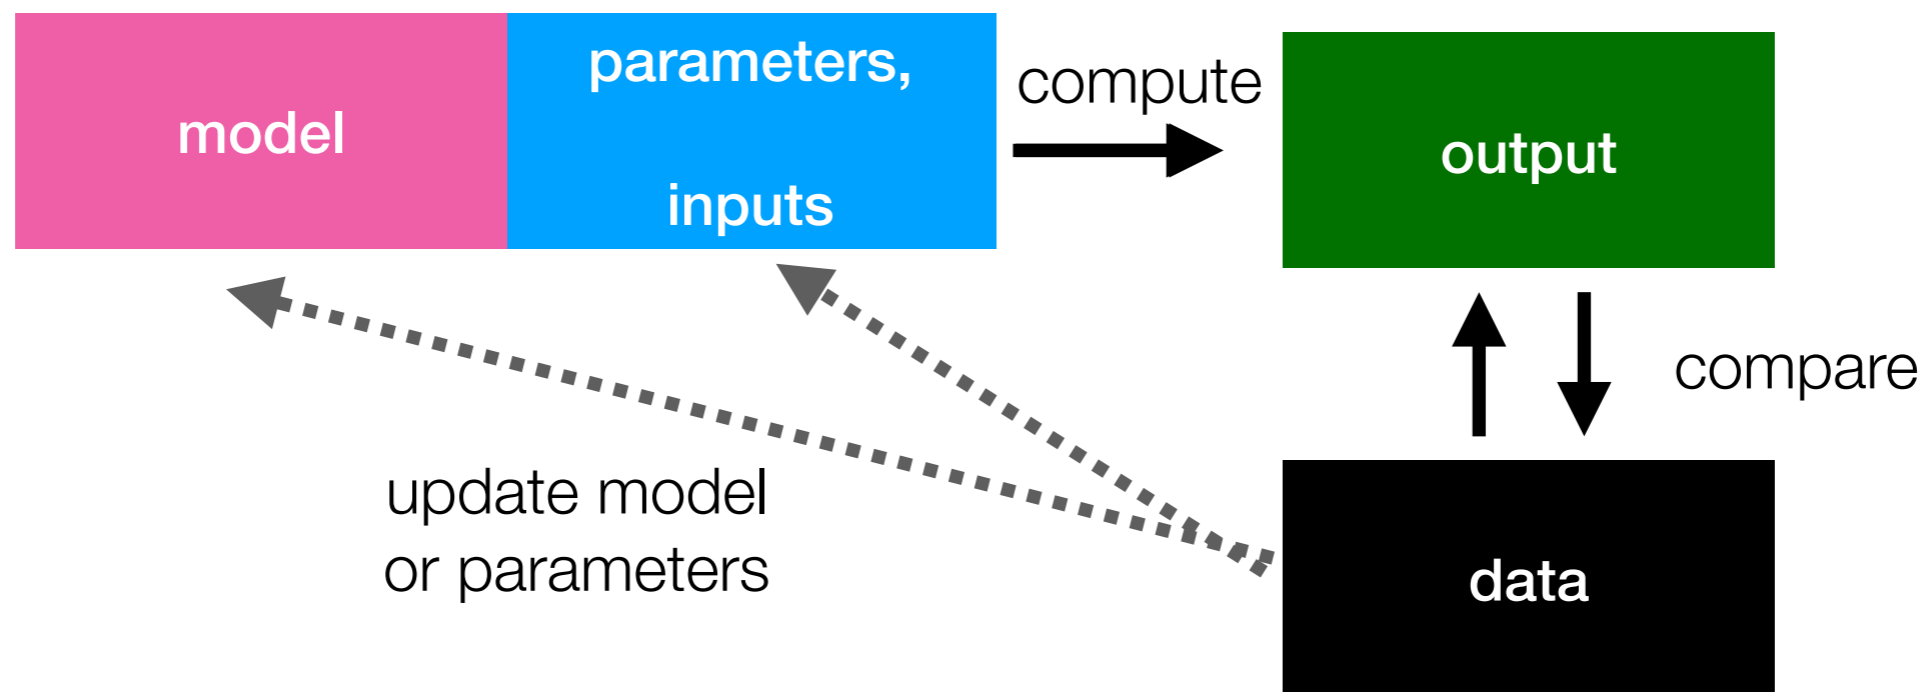 model
parameters,
inputs
compute
output
compare
update model
or parameters
data